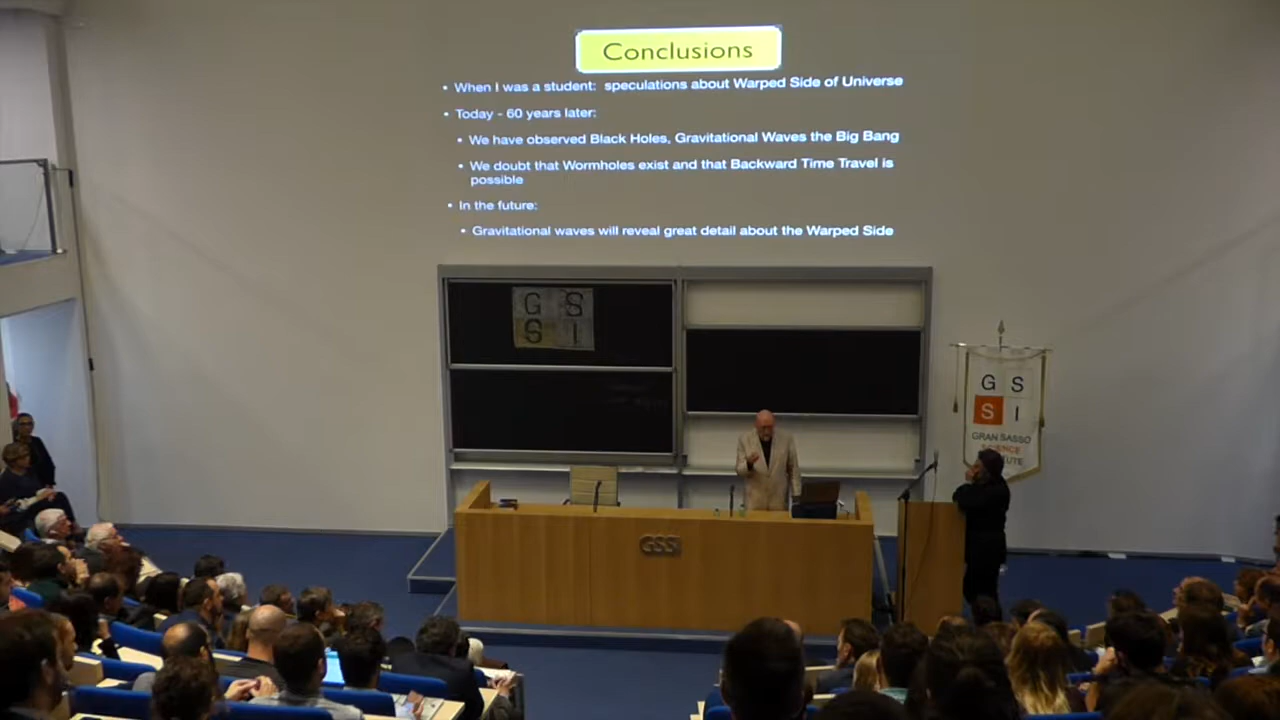 Conclusions
• When I was a student: speculations about Warped Side of Universe
• Today - 60 years later:
• We have observed Black Holes, Gravitational Waves the Big Bang
• We doubt that Wormholes exist and that Backward Time Travel is
possible
• In the future:
• Gravitational waves will reveal great detail about the Warped Side
G S
S I
G S
S I
GRAN SASSO
SCIENCE
GSSI